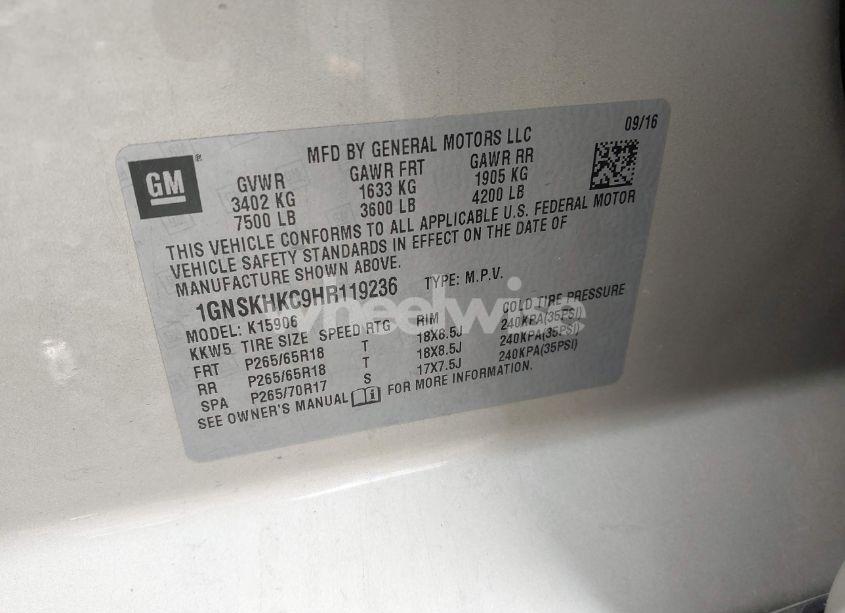 09/16
MFD BY GENERAL MOTORS LLC
GM®
GVWR GAWR FRT GAWR RR
3402 KG 1633 KG 1905 KG
7500 LB 3600 LB 4200 LB
THIS VEHICLE CONFORMS TO ALL APPLICABLE U.S. FEDERAL MOTOR
VEHICLE SAFETY STANDARDS IN EFFECT ON THE DATE OF
MANUFACTURE SHOWN ABOVE.
1GNSKHKC9HR119236 TYPE: M.P.V.
MODEL: K15906
KKW5 TIRE SIZE SPEED RTG RIM COLD TIRE PRESSURE
FRT P265/65R18 T 18X8.5J 240KPA(35PSI)
RR P265/65R18 T 18X8.5J 240KPA(35PSI)
SPA P265/70R17 S 17X7.5J 240KPA(35PSI)
SEE OWNER'S MANUAL FOR MORE INFORMATION.
wheelwise